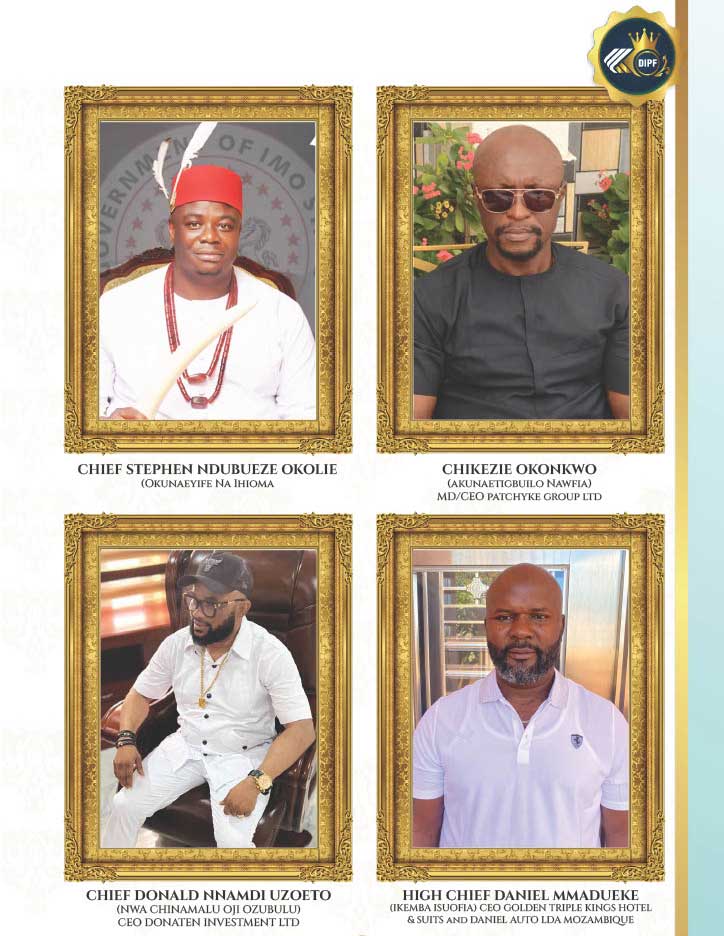 DIPF
GOVERNMENT OF IMO S
CHIEF STEPHEN NDUBUEZE OKOLIE
(OKUNAEYIFE NA IHIOMA
CHIKEZIE OKONKWO
(AKUNAETIGBUILO NAWFIA)
MD/CEO PATCHYKE GROUP LTD
CHIEF DONALD NNAMDI UZOETO
(NWA CHINAMALU OJI OZUBULU)
CEO DONATEN INVESTMENT LTD
HIGH CHIEF DANIEL MMADUEKE
(IKEMBA ISUOFIA) CEO GOLDEN TRIPLE KINGS HOTEL
& SUITS AND DANIEL AUTO LDA MOZAMBIQUE